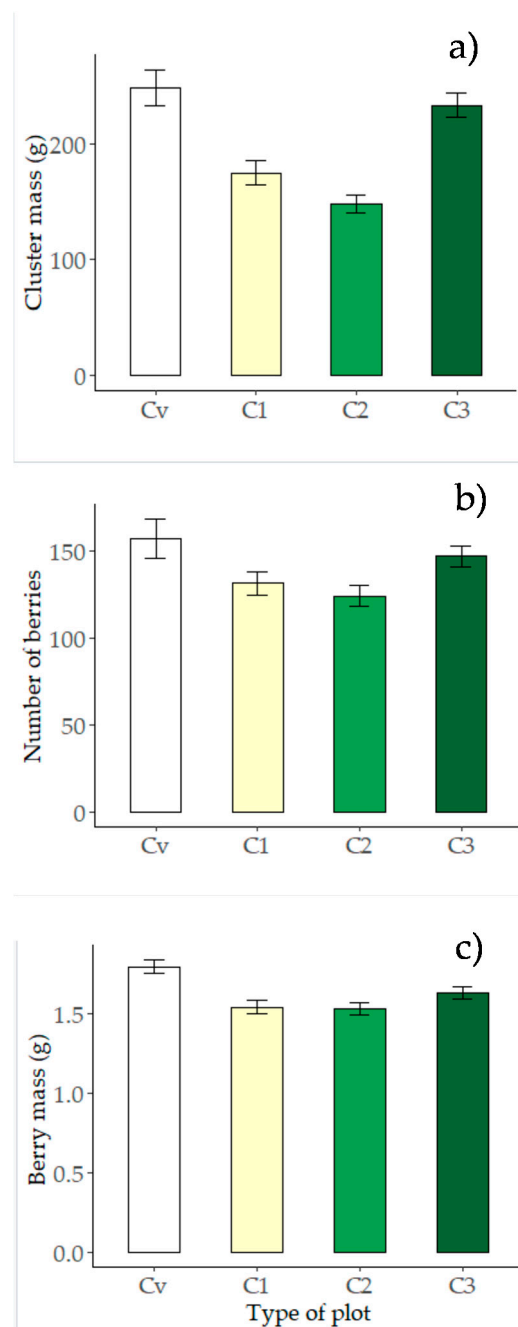 a)
Cluster mass (g)
200
100
0
Cv C1 C2 C3
b)
Number of berries
150
100
50
0
Cv C1 C2 C3
c)
Berry mass (g)
1.5
1.0
0.5
0.0
Cv C1 C2 C3
Type of plot